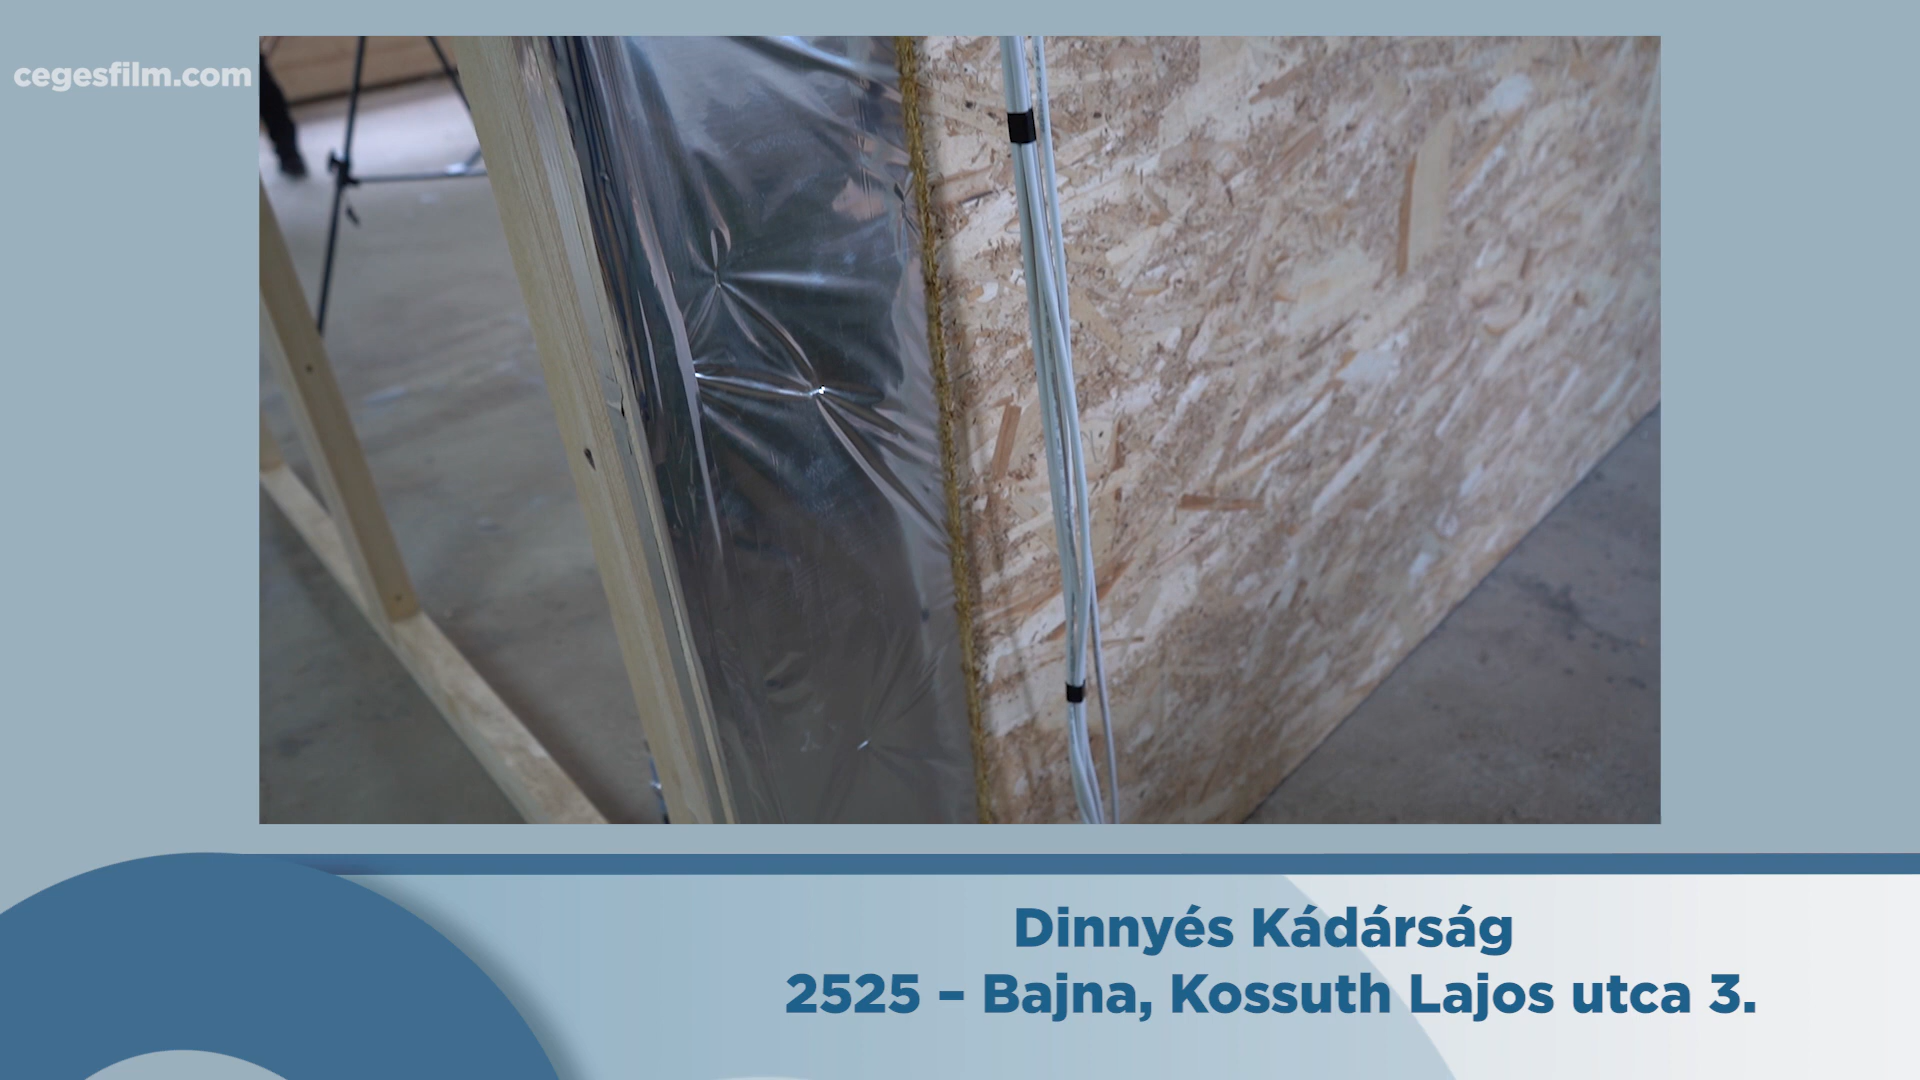 cegesfilm.com
Dinnyés Kádárság
2525 – Bajna, Kossuth Lajos utca 3.